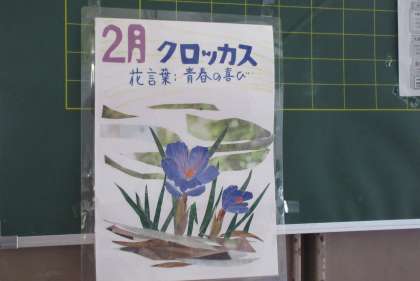 2月 クロッカス
花言葉:青春の喜び